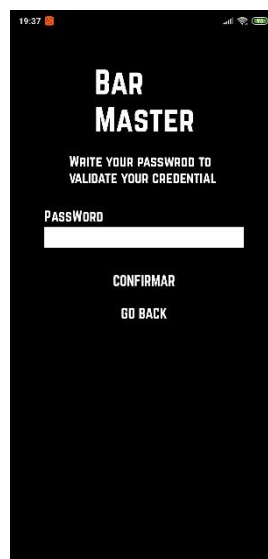 19:37
BAR
MASTER
WRITE YOUR PASSWROD TO
VALIDATE YOUR CREDENTIAL
PASSWORD
CONFIRMAR
GO BACK